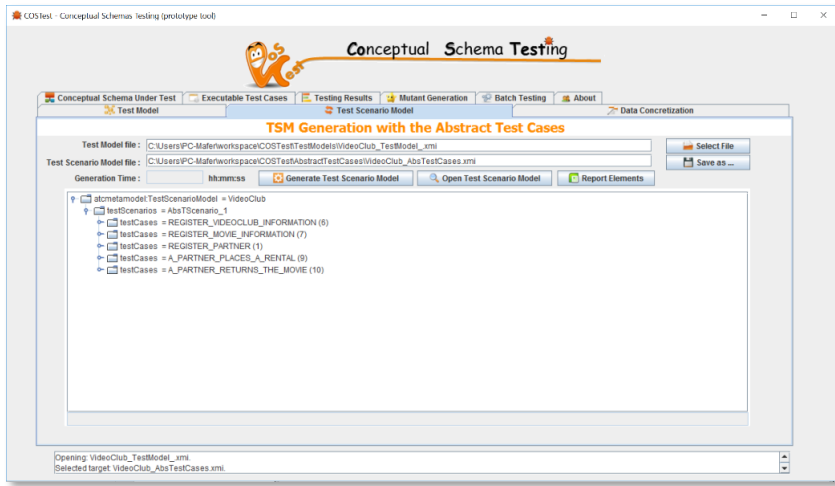 COSTest - Conceptual Schemas Testing (prototype tool)
Cos Test
Conceptual Schema Testing
Conceptual Schema Under Test Executable Test Cases Testing Results Mutant Generation Batch Testing About
Test Model Test Scenario Model Data Concretization
TSM Generation with the Abstract Test Cases
Test Model file : C:\Users\PC-Mafer\workspace\COSTest\TestModels\VideoClub_TestModel_.xmi Select File
Test Scenario Model file : C:\Users\PC-Mafer\workspace\COSTest\AbstractTestCases\VideoClub_AbsTestCases.xmi Save as ...
Generation Time : hh:mm:ss Generate Test Scenario Model Open Test Scenario Model Report Elements
atcmetamodel:TestScenarioModel = VideoClub
testScenarios = AbsTScenario_1
testCases = REGISTER_VIDEOCLUB_INFORMATION (6)
testCases = REGISTER_MOVIE_INFORMATION (7)
testCases = REGISTER_PARTNER (1)
testCases = A_PARTNER_PLACES_A_RENTAL (9)
testCases = A_PARTNER_RETURNS_THE_MOVIE (10)
Opening: VideoClub_TestModel_.xmi.
Selected target: VideoClub_AbsTestCases.xmi.